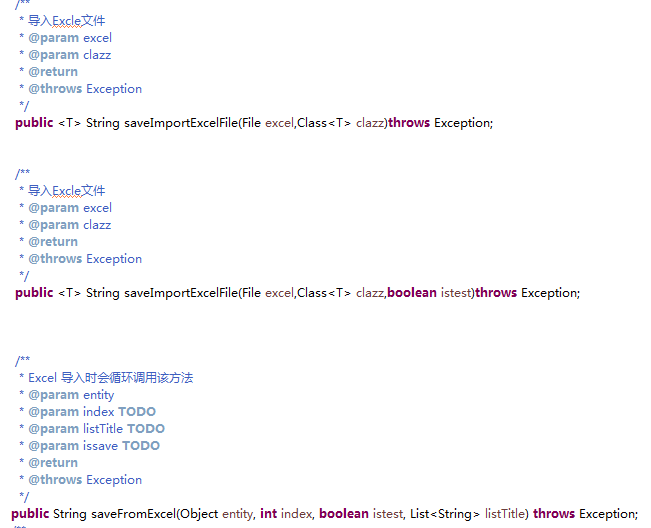 /**
* 导入Excle文件
* @param excel
* @param clazz
* @return
* @throws Exception
*/
public <T> String saveImportExcelFile(File excel,Class<T> clazz)throws Exception;
/**
* 导入Excle文件
* @param excel
* @param clazz
* @return
* @throws Exception
*/
public <T> String saveImportExcelFile(File excel,Class<T> clazz,boolean istest)throws Exception;
/**
* Excel 导入时会循环调用该方法
* @param entity
* @param index TODO
* @param listTitle TODO
* @param issave TODO
* @return
* @throws Exception
*/
public String saveFromExcel(Object entity, int index, boolean istest, List<String> listTitle) throws Exception;
/**